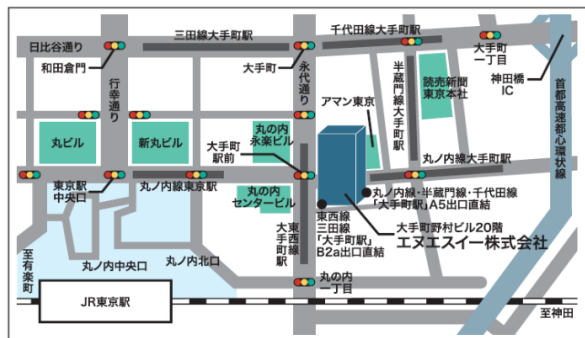 三田線大手町駅
千代田線大手町駅
日比谷通り
和田倉門
大手町
大手町
一丁目
神田橋
IC
行幸通り
永代通り
半蔵門線大手町駅
読売新聞
東京本社
首都高速都心環状線
アマン東京
丸ビル
新丸ビル
大手町
駅前
丸の内
永楽ビル
丸ノ内線大手町駅
東京駅
中央口
丸ノ内線東京駅
丸の内
センタービル
丸ノ内線・半蔵門線・千代田線
「大手町駅」A5出口直結
東西線
三田線
「大手町駅」
B2a出口直結
大手町野村ビル20階
エヌエスイー株式会社
東西線
大手町駅
至有楽町
丸ノ内中央口
丸ノ内北口
丸の内
一丁目
JR東京駅
至神田